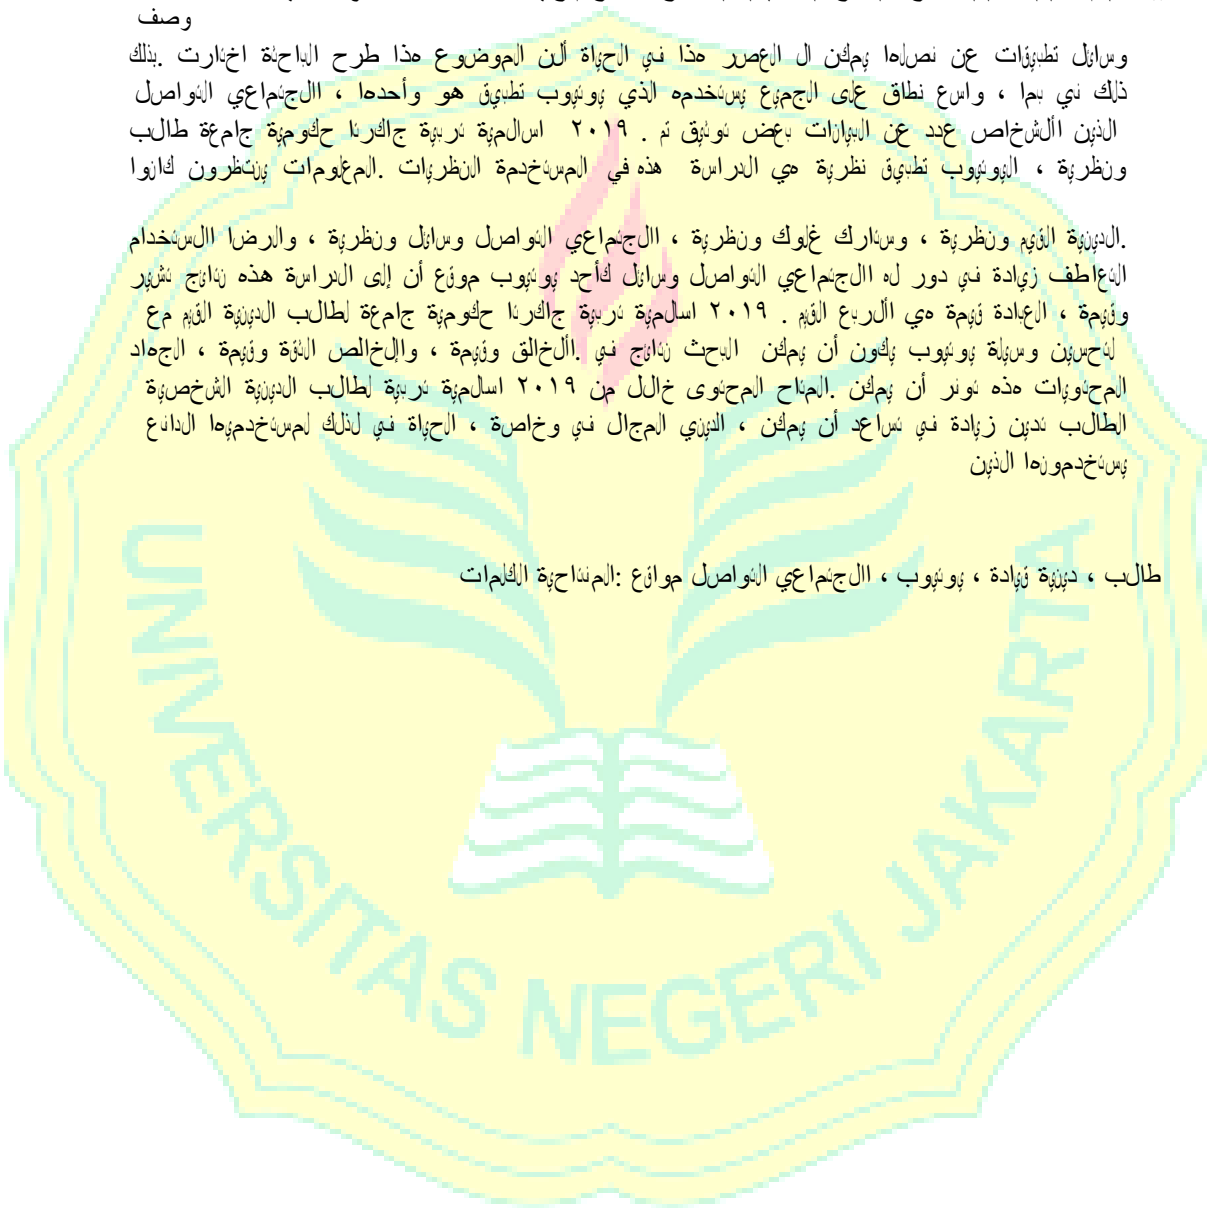 وصف
وسائل تطبيقات عن نصلها يمكن ال العصر هذا في الحياة ألن الموضوع هذا طرح الباحثة اختارت .بذلك
ذلك ني بما ، واسع نطاق على الجميع يستخدمه الذي يوتيوب تطبيق هو وأحدها ، االجتماعي التواصل
الذين األشخاص عدد عن البيانات بعض توثيق تم . ٢٠١٩ اسالمية تربية جاكرتا حكومية جامعة طالب
ونظرية ، اليوتيوب تطبيق نظرية هي الدراسة هذه في المستخدمة النظريات .المعلومات ينتظرون كانوا
.الدينية القيم ونظرية ، وستارك غلوك ونظرية ، االجتماعي التواصل وسائل ونظرية ، والرضا االستخدام
التعاطف زيادة في دور له االجتماعي التواصل وسائل كأحد يوتيوب موقع أن إلى الدراسة هذه نتائج تشير
وقيمة ، العبادة قيمة هي األربع القيم . ٢٠١٩ اسالمية تربية جاكرتا حكومية جامعة لطالب الدينية القيم مع
لتحسين وسيلة يوتيوب يكون أن يمكن البحث نتائج في .األخالق وقيمة ، واإلخالص الثقة وقيمة ، الجهاد
المحتويات هذه تونر أن يمكن .المتاح المحتوى خالل من ٢٠١٩ اسالمية تربية لطالب الدينية الشخصية
الطالب تدين زيادة في تساعد أن يمكن ، الديني المجال في وخاصة ، الحياة في لذلك لمستخدميها الدانع
يستخدمونها الذين
طالب ، دينية قيادة ، يوتيوب ، االجتماعي التواصل مواقع :المنتاحية الكلمات
UNIVERSITAS NEGERI JAKARTA